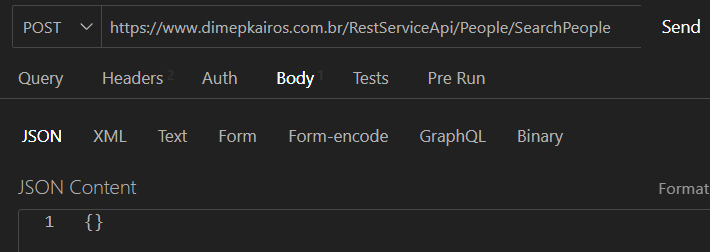 POST https://www.dimepkairos.com.br/RestServiceApi/People/SearchPeople Send
Query Headers 2 Auth Body 1 Tests Pre Run
JSON XML Text Form Form-encode GraphQL Binary
JSON Content Format
1 {}